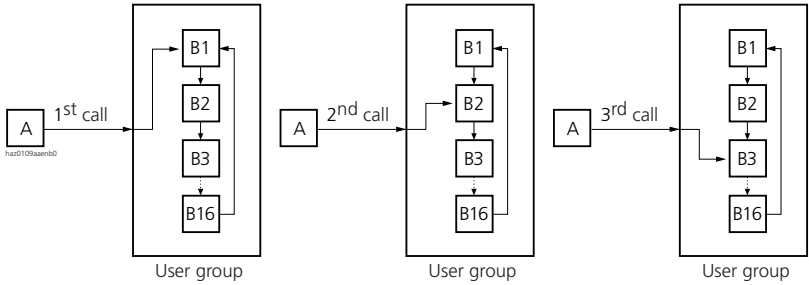 B1
B2
B3
B16
A
1st call
haz0109aaenb0
User group
B1
B2
B3
B16
A
2nd call
User group
B1
B2
B3
B16
A
3rd call
User group